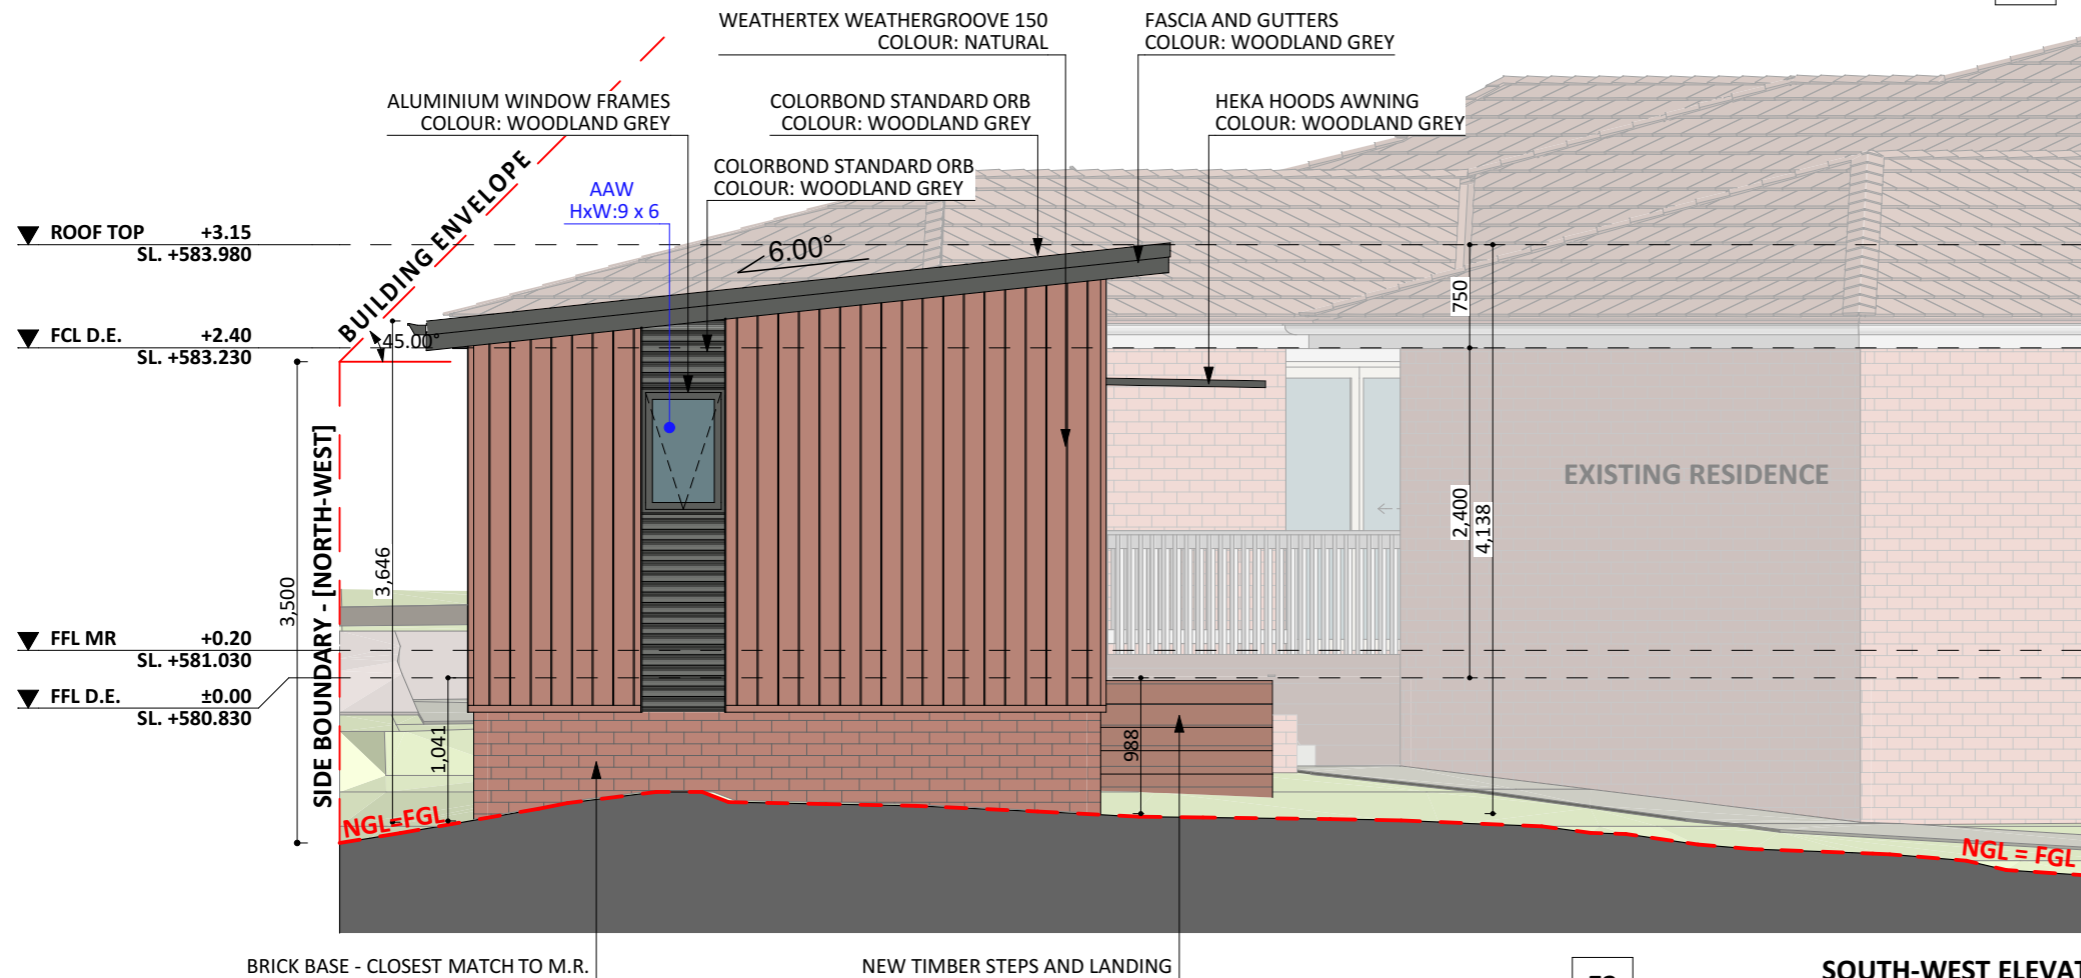 WEATHERTEX WEATHERGROOVE 150
COLOUR: NATURAL
FASCIA AND GUTTERS
COLOUR: WOODLAND GREY
ALUMINIUM WINDOW FRAMES
COLOUR: WOODLAND GREY
COLORBOND STANDARD ORB
COLOUR: WOODLAND GREY
HEKA HOODS AWNING
COLOUR: WOODLAND GREY
COLORBOND STANDARD ORB
COLOUR: WOODLAND GREY
AAW
HxW:9 x 6
BUILDING ENVELOPE
ROOF TOP +3.15
SL. +583.980
6.00°
750
FCL D.E. +2.40
SL. +583.230
45.00°
EXISTING RESIDENCE
2,400
4,138
3,646
3,500
SIDE BOUNDARY - [NORTH-WEST]
FFL MR +0.20
SL. +581.030
FFL D.E. ±0.00
SL. +580.830
1,041
988
NGL=FGL
NGL = FGL
BRICK BASE - CLOSEST MATCH TO M.R.
NEW TIMBER STEPS AND LANDING
SOUTH-WEST ELEVAT